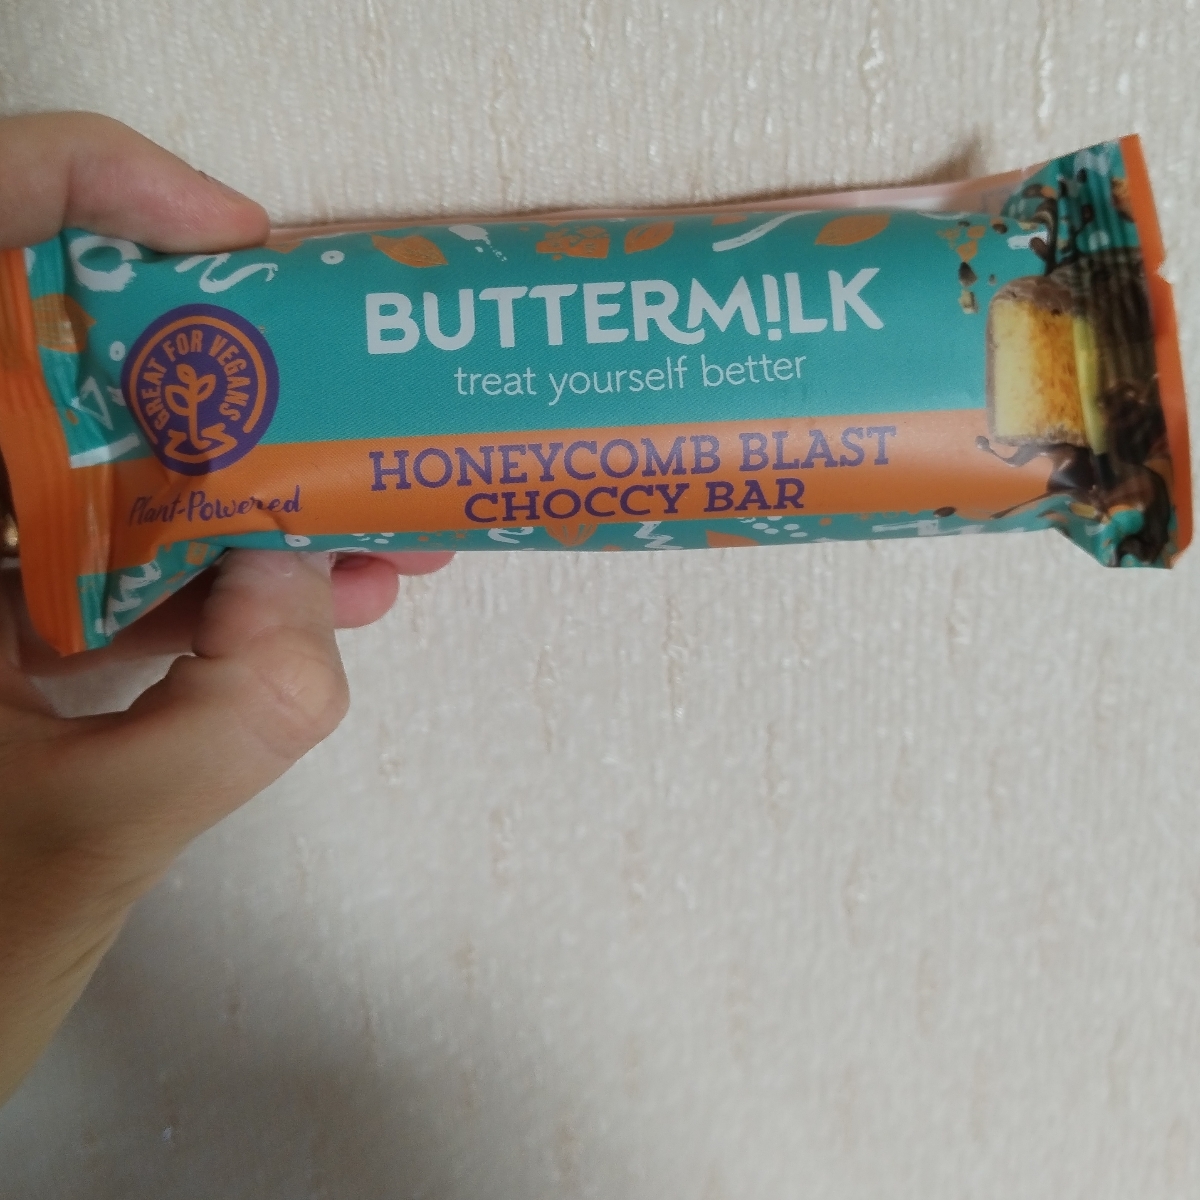 BUTTERM!LK
treat yourself better
GREAT FOR VEGANS
Plant-Powered
HONEYCOMB BLAST
CHOCCY BAR